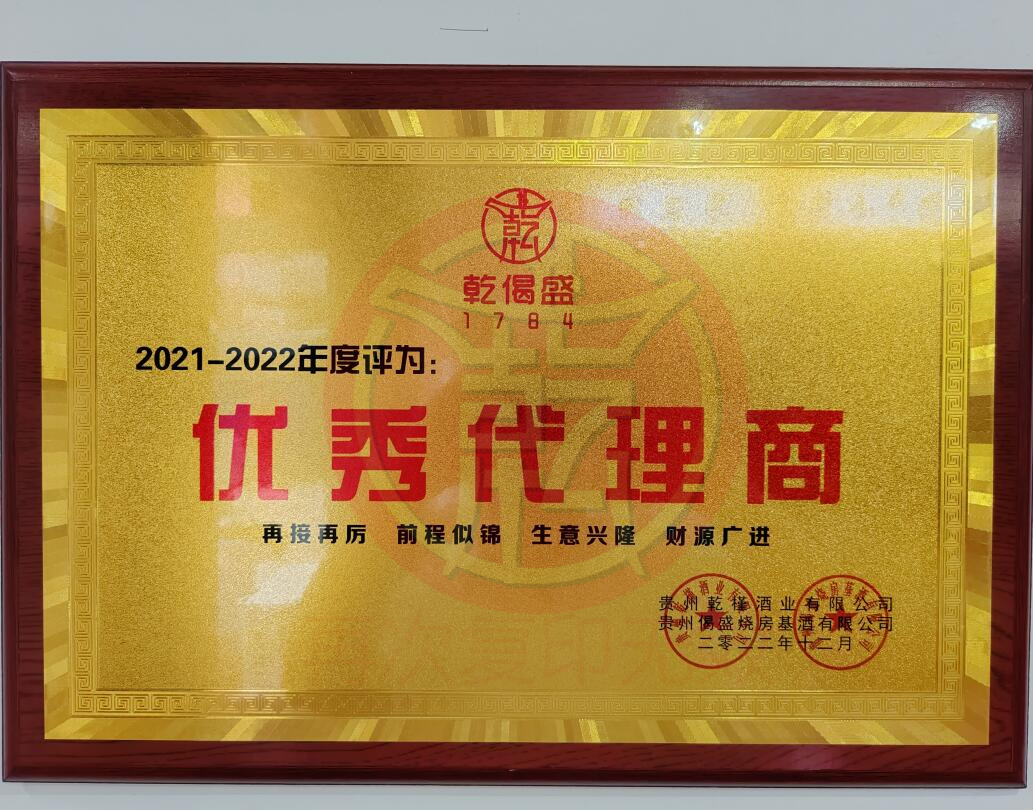 乾
乾偈盛
1784
2021-2022年度评为:
优秀代理商
再接再厉 前程似锦 生意兴隆 财源广进
贵州乾槿酒业有限公司
贵州偈盛烧房基酒有限公司
二零二二年十二月